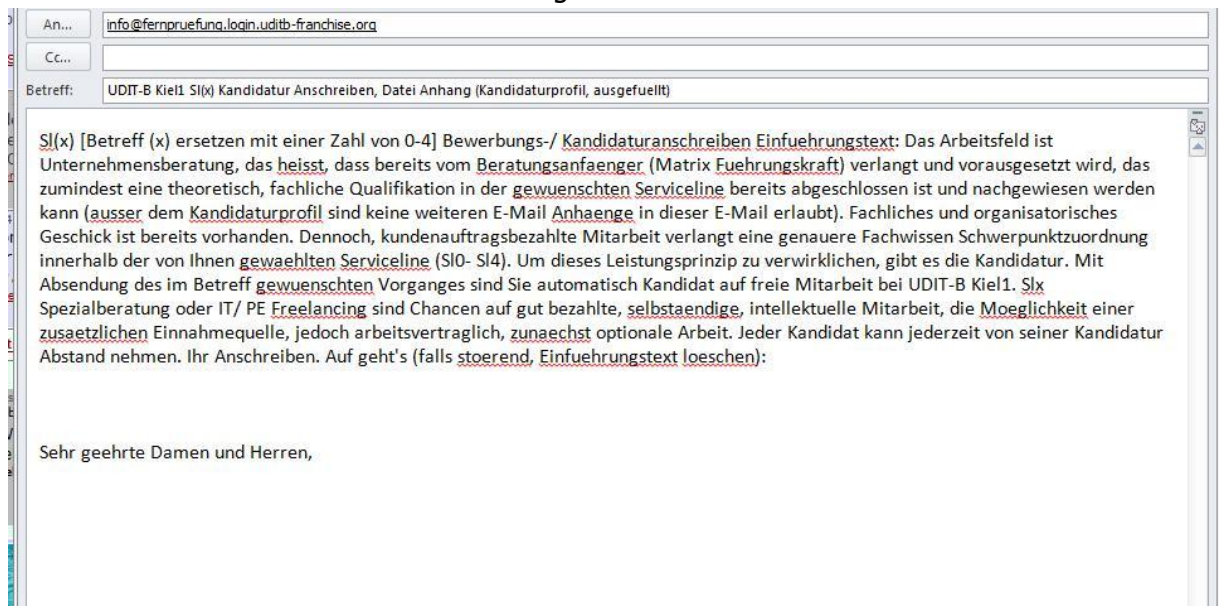 An...
info@fernpruefung.login.uditb-franchise.org
Cc...
Betreff:
UDIT-B Kiel1 Sl(x) Kandidatur Anschreiben, Datei Anhang (Kandidaturprofil, ausgefuellt)
Sl(x) [Betreff (x) ersetzen mit einer Zahl von 0-4] Bewerbungs-/ Kandidaturanschreiben Einfuehrungstext: Das Arbeitsfeld ist
Unternehmensberatung, das heisst, dass bereits vom Beratungsanfaenger (Matrix Fuehrungskraft) verlangt und vorausgesetzt wird, das
zumindest eine theoretisch, fachliche Qualifikation in der gewuenschten Serviceline bereits abgeschlossen ist und nachgewiesen werden
kann (ausser dem Kandidaturprofil sind keine weiteren E-Mail Anhaenge in dieser E-Mail erlaubt). Fachliches und organisatorisches
Geschick ist bereits vorhanden. Dennoch, kundenauftragsbezahlte Mitarbeit verlangt eine genauere Fachwissen Schwerpunktzuordnung
innerhalb der von Ihnen gewaehlten Serviceline (Sl0- Sl4). Um dieses Leistungsprinzip zu verwirklichen, gibt es die Kandidatur. Mit
Absendung des im Betreff gewuenschten Vorganges sind Sie automatisch Kandidat auf freie Mitarbeit bei UDIT-B Kiel1. Slx
Spezialberatung oder IT/ PE Freelancing sind Chancen auf gut bezahlte, selbstaendige, intellektuelle Mitarbeit, die Moeglichkeit einer
zusaetzlichen Einnahmequelle, jedoch arbeitsvertraglich, zunaechst optionale Arbeit. Jeder Kandidat kann jederzeit von seiner Kandidatur
Abstand nehmen. Ihr Anschreiben. Auf geht's (falls stoerend, Einfuehrungstext loeschen):
Sehr geehrte Damen und Herren,